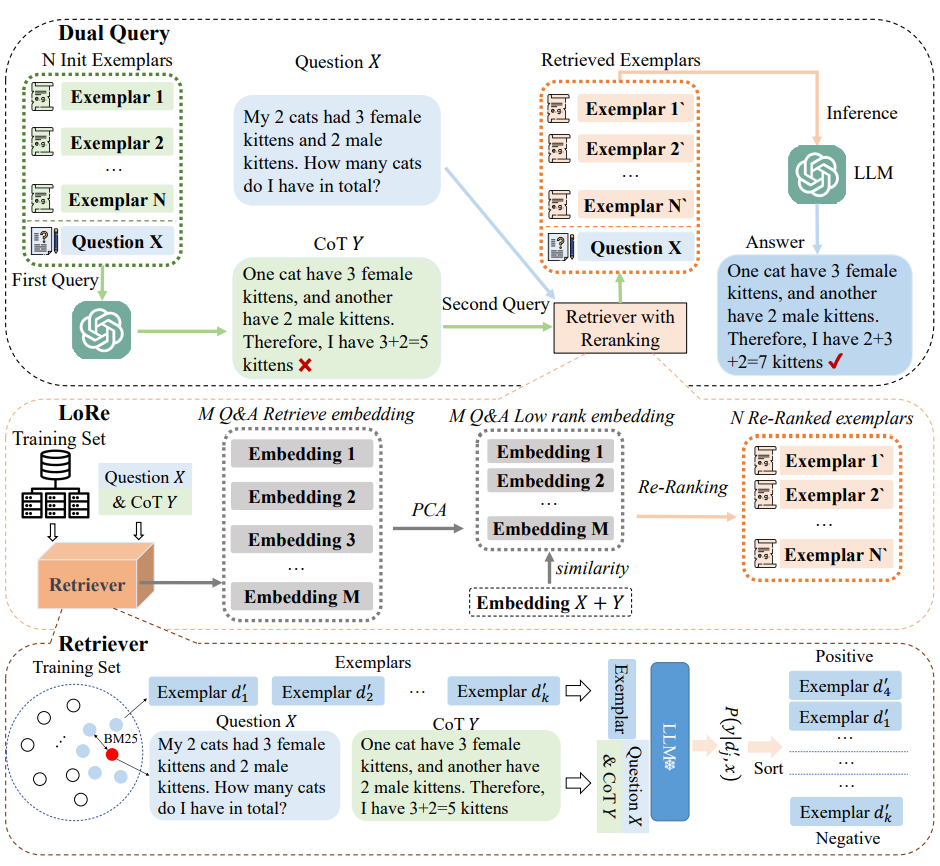 Dual Query
N Init Exemplars
Exemplar 1
Exemplar 2
...
Exemplar N
Question X
First Query
Question X
My 2 cats had 3 female
kittens and 2 male
kittens. How many cats
do I have in total?
CoT Y
One cat have 3 female
kittens, and another
have 2 male kittens.
Therefore, I have 3+2=5
kittens ✘
Second Query
Retrieved Exemplars
Exemplar 1`
Exemplar 2`
...
Exemplar N`
Question X
Retriever with
Reranking
Inference
LLM
Answer
One cat have 3 female
kittens, and another
have 2 male kittens.
Therefore, I have 2+3
+2=7 kittens ✓
LoRe
Training Set
Question X
& CoT Y
Retriever
M Q&A Retrieve embedding
Embedding 1
Embedding 2
Embedding 3
...
Embedding M
PCA
M Q&A Low rank embedding
Embedding 1
Embedding 2
...
Embedding M
similarity
Embedding X + Y
Re-Ranking
N Re-Ranked exemplars
Exemplar 1`
Exemplar 2`
...
Exemplar N`
Retriever
Training Set
...
BM25
Exemplars
Exemplar d′₁
Exemplar d′₂
...
Exemplar d′ₖ
Question X
My 2 cats had 3 female
kittens and 2 male
kittens. How many cats
do I have in total?
CoT Y
One cat have 3 female
kittens, and another have
2 male kittens. Therefore,
I have 3+2=5 kittens
Exemplar
Question X
& CoT Y
LLM
P(y|d′ⱼ, x)
Sort
Positive
Exemplar d′₄
Exemplar d′₁
...
...
...
Exemplar d′ₖ
Negative